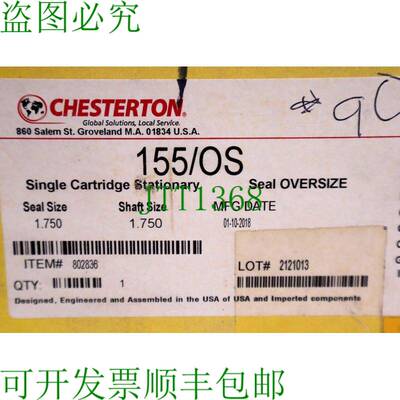 盗图必究
CHESTERTON
Global Solutions, Local Service.
860 Salem St. Groveland M.A. 01834 U.S.A.
# 90
155/OS
Single Cartridge Stationary Seal OVERSIZE
JTT1368
Seal Size Shaft Size MFG DATE
1.750 1.750 01-10-2018
ITEM# 802836
LOT# 2121013
QTY: 1
Designed, Engineered and Assembled in the USA of USA and Imported components
可开发票顺丰包邮